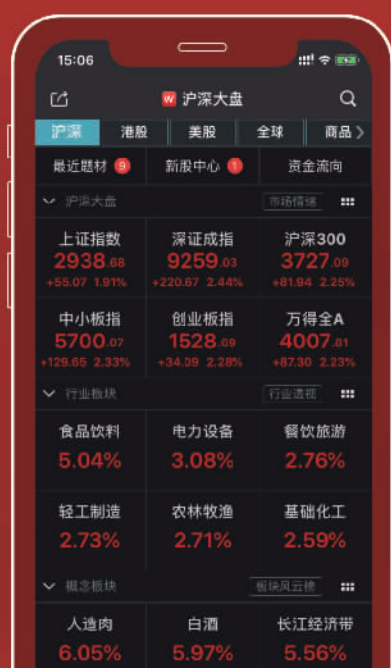 15:06
W 沪深大盘
沪深 港股 美股 全球 商品
最近题材 9 新股中心 1 资金流向
沪深大盘 市场情绪
上证指数 深证成指 沪深300
2938.68 9259.03 3727.09
+55.07 1.91% +220.67 2.44% +81.94 2.25%
中小板指 创业板指 万得全A
5700.07 1528.69 4007.81
+129.65 2.33% +34.09 2.28% +87.30 2.23%
行业板块 行业透视
食品饮料 电力设备 餐饮旅游
5.04% 3.08% 2.76%
轻工制造 农林牧渔 基础化工
2.73% 2.71% 2.59%
概念板块 板块风云榜
人造肉 白酒 长江经济带
6.05% 5.97% 5.56%